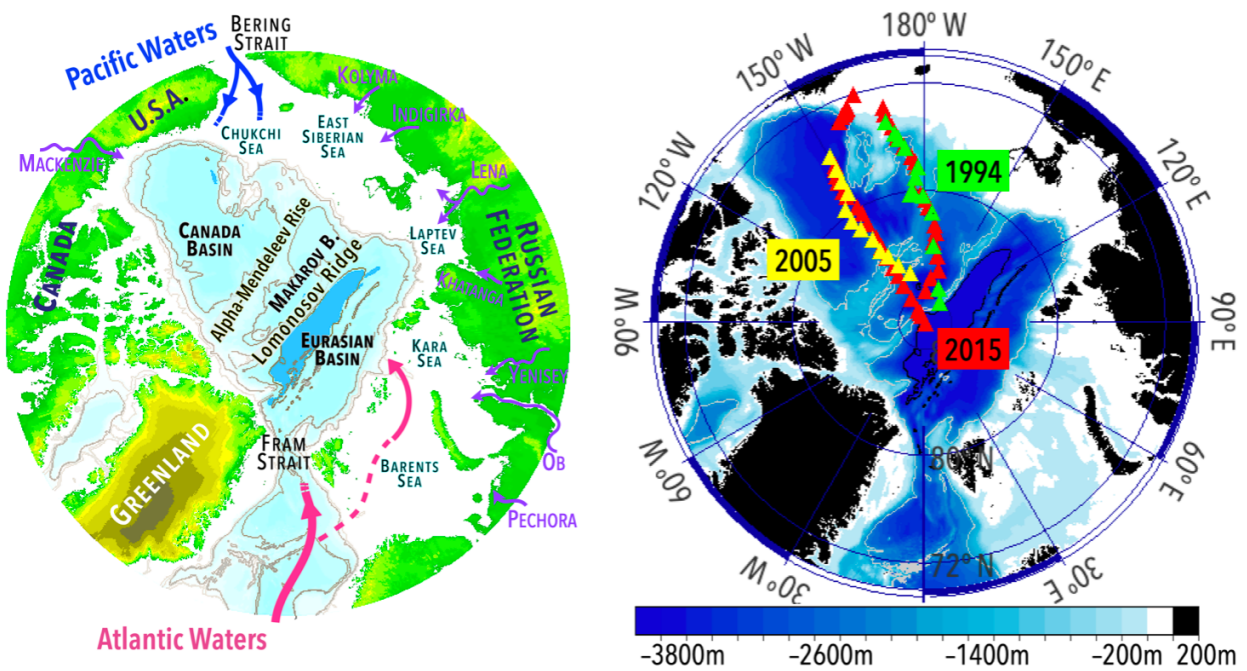 BERING
STRAIT
Pacific Waters
U.S.A.
CHUKCHI
SEA
EAST
SIBERIAN
SEA
KOLYMA
INDIGIRKA
MACKENZIE
LENA
CANADA
CANADA
BASIN
Alpha-Mendeleev Rise
MAKAROV B.
Lomonosov Ridge
LAPTEV
SEA
RUSSIAN
FEDERATION
KHATANGA
EURASIAN
BASIN
KARA
SEA
YENISEY
FRAM
STRAIT
BARENTS
SEA
OB
GREENLAND
PECHORA
Atlantic Waters
180° W
150° W
150° E
120° W
120° E
1994
2005
90° W
90° E
2015
60° W
60° E
80° N
72° N
30° W
30° E
−3800m
−2600m
−1400m
−200m
200m